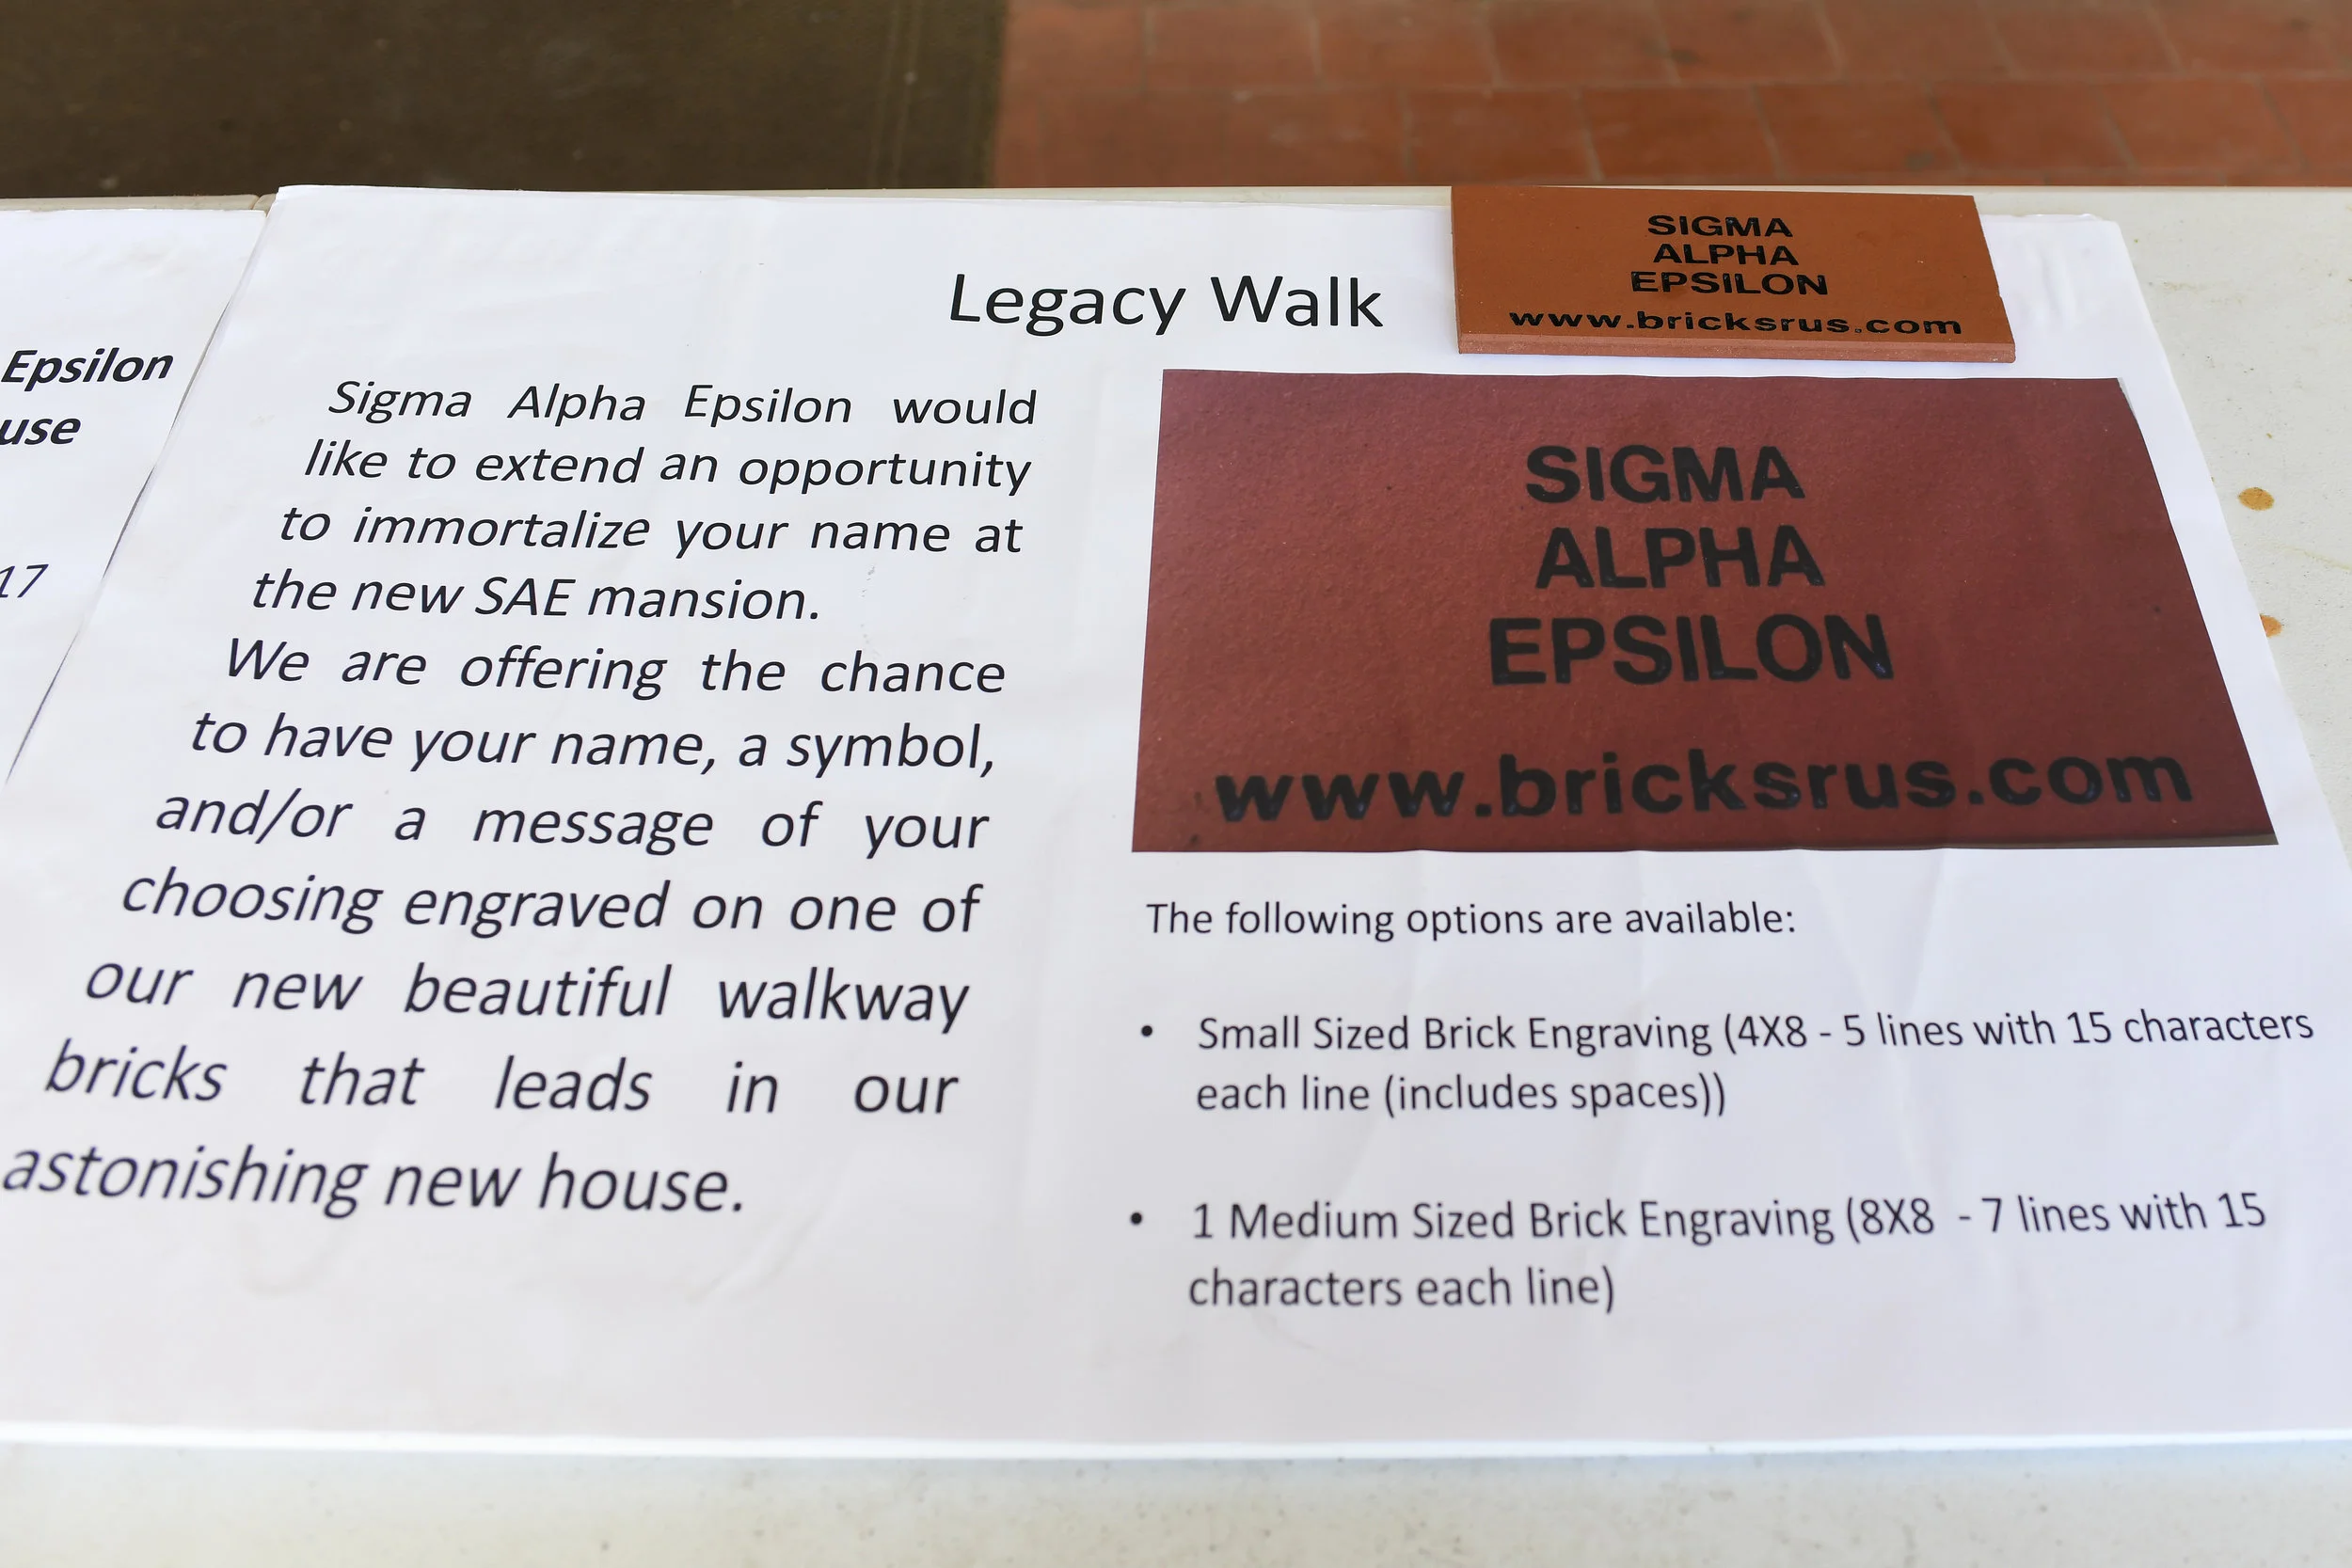 Epsilon
use
17
Legacy Walk
SIGMA
ALPHA
EPSILON
www.bricksrus.com
Sigma Alpha Epsilon would
like to extend an opportunity
to immortalize your name at
the new SAE mansion.
We are offering the chance
to have your name, a symbol,
and/or a message of your
choosing engraved on one of
our new beautiful walkway
bricks that leads in our
astonishing new house.
SIGMA
ALPHA
EPSILON
www.bricksrus.com
The following options are available:
• Small Sized Brick Engraving (4X8 - 5 lines with 15 characters
each line (includes spaces))
• 1 Medium Sized Brick Engraving (8X8 - 7 lines with 15
characters each line)